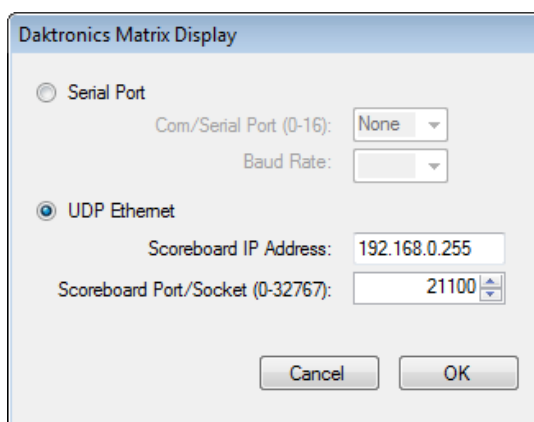 Daktronics Matrix Display
Serial Port
Com/Serial Port (0-16): None
Baud Rate:
UDP Ethernet
Scoreboard IP Address: 192.168.0.255
Scoreboard Port/Socket (0-32767): 21100
Cancel OK